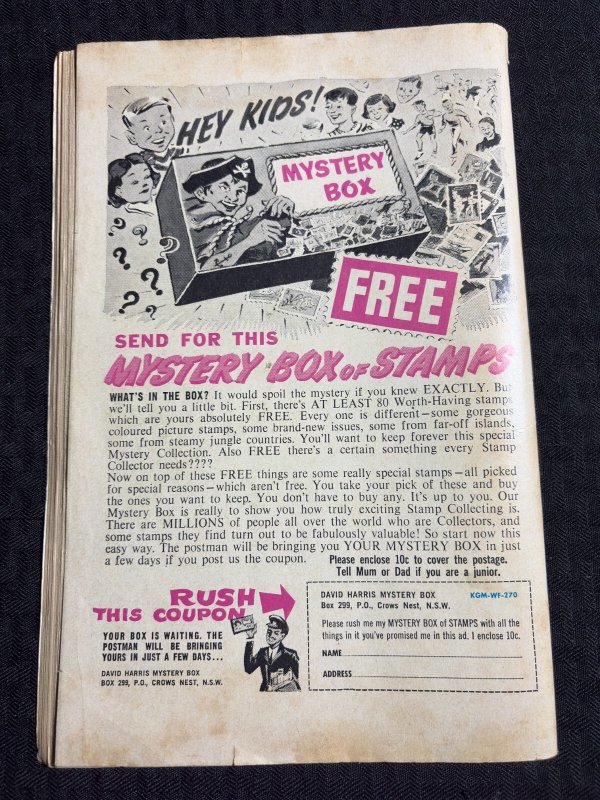 HEY KIDS!
MYSTERY
BOX
FREE
SEND FOR THIS
MYSTERY BOX OF STAMPS
WHAT'S IN THE BOX? It would spoil the mystery if you knew EXACTLY. But
we'll tell you a little bit. First, there's AT LEAST 80 Worth-Having stamps
which are yours absolutely FREE. Every one is different—some gorgeous
coloured picture stamps, some brand-new issues, some from far-off islands,
some from steamy jungle countries. You'll want to keep forever this special
Mystery Collection. Also FREE there's a certain something every Stamp
Collector needs????
Now on top of these FREE things are some really special stamps—all picked
for special reasons—which aren't free. You take your pick of these and buy
the ones you want to keep. You don't have to buy any. It's up to you. Our
Mystery Box is really to show you how truly exciting Stamp Collecting is.
There are MILLIONS of people all over the world who are Collectors, and
some stamps they find turn out to be fabulously valuable! So start now this
easy way. The postman will be bringing you YOUR MYSTERY BOX in just
a few days if you post us the coupon. Please enclose 10c to cover the postage.
Tell Mum or Dad if you are a junior.
RUSH
THIS COUPON
YOUR BOX IS WAITING. THE
POSTMAN WILL BE BRINGING
YOURS IN JUST A FEW DAYS...
DAVID HARRIS MYSTERY BOX
BOX 299, P.O., CROWS NEST, N.S.W.
DAVID HARRIS MYSTERY BOX KGM-WF-270
Box 299, P.O., Crows Nest, N.S.W.
Please rush me my MYSTERY BOX of STAMPS with all the
things in it you've promised me in this ad. I enclose 10c.
NAME
ADDRESS